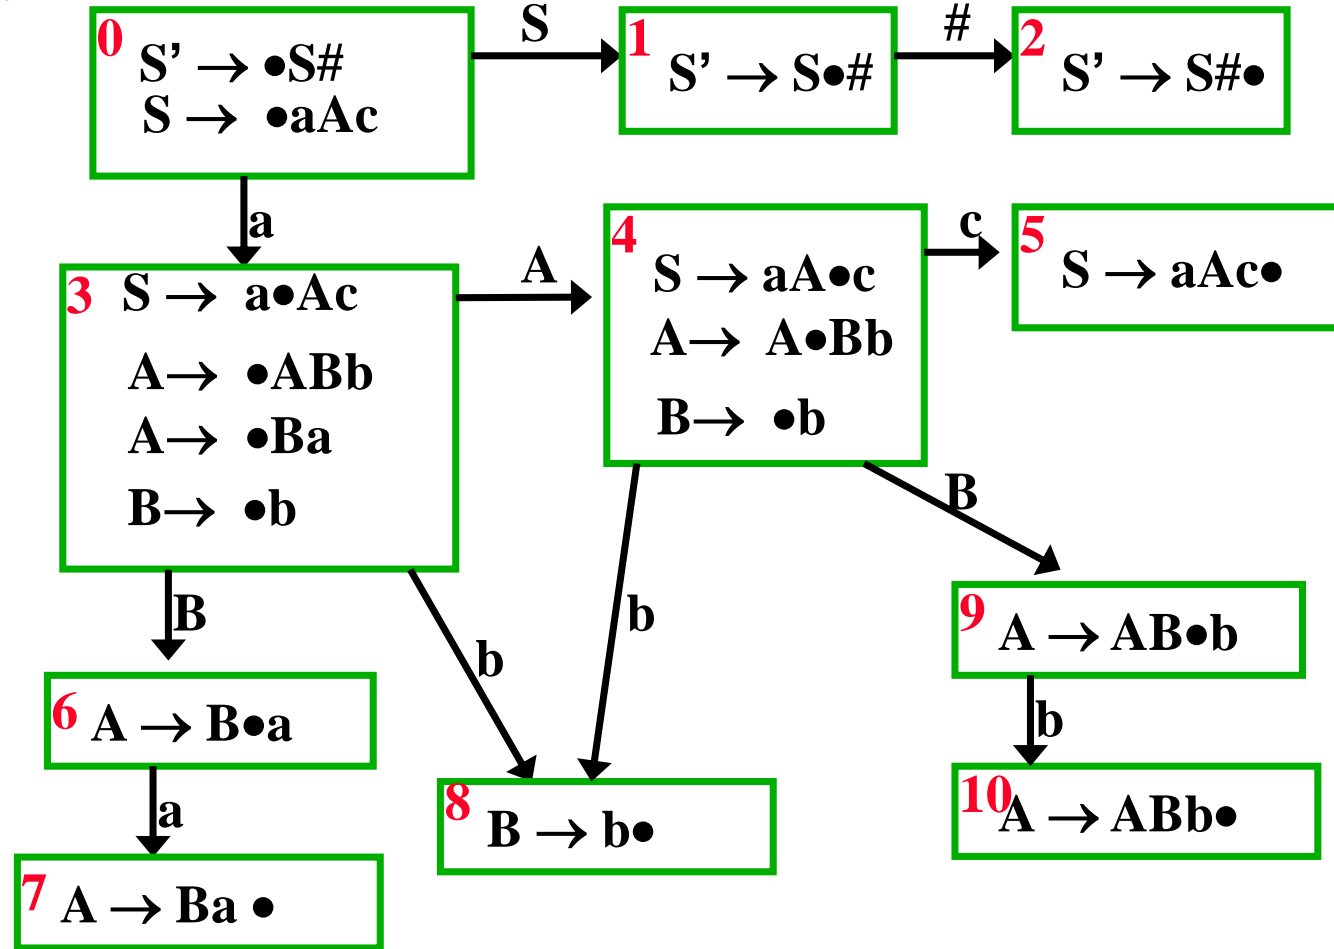 0
S’ → •S#
S → •aAc
S
1
S’ → S•#
#
2
S’ → S#•
a
3
S → a•Ac
A→ •ABb
A→ •Ba
B→ •b
A
4
S → aA•c
A→ A•Bb
B→ •b
c
5
S → aAc•
B
b
b
B
6
A → B•a
a
7
A → Ba •
8
B → b•
9
A → AB•b
b
10
A → ABb•